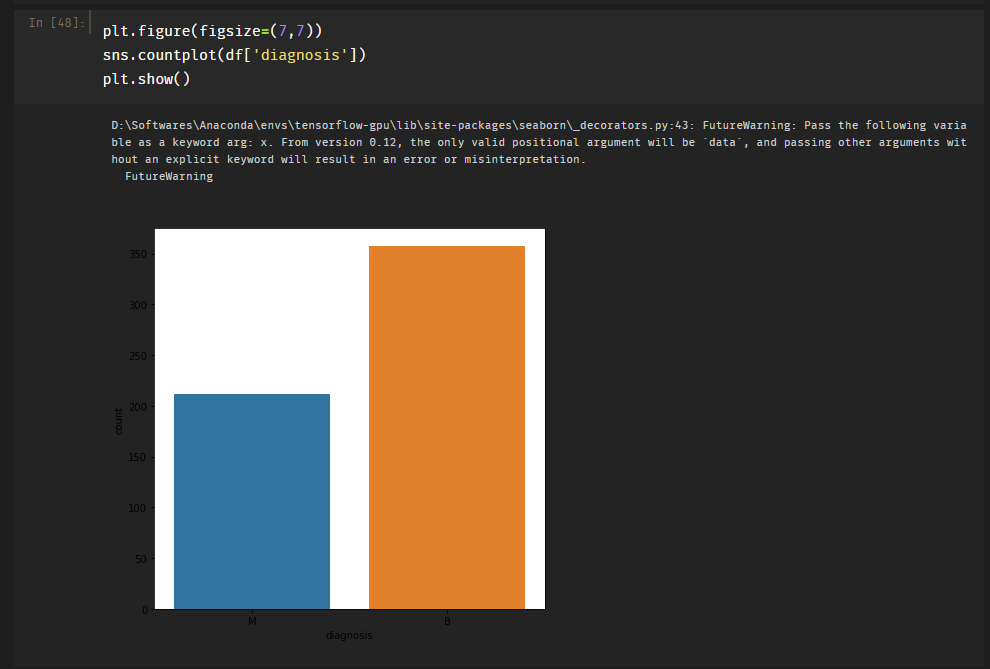 In [48]:
plt.figure(figsize=(7,7))
sns.countplot(df['diagnosis'])
plt.show()
D:\Softwares\Anaconda\envs\tensorflow-gpu\lib\site-packages\seaborn\_decorators.py:43: FutureWarning: Pass the following varia
ble as a keyword arg: x. From version 0.12, the only valid positional argument will be `data`, and passing other arguments wit
hout an explicit keyword will result in an error or misinterpretation.
  FutureWarning
350
300
250
200
150
100
50
0
count
M B
diagnosis